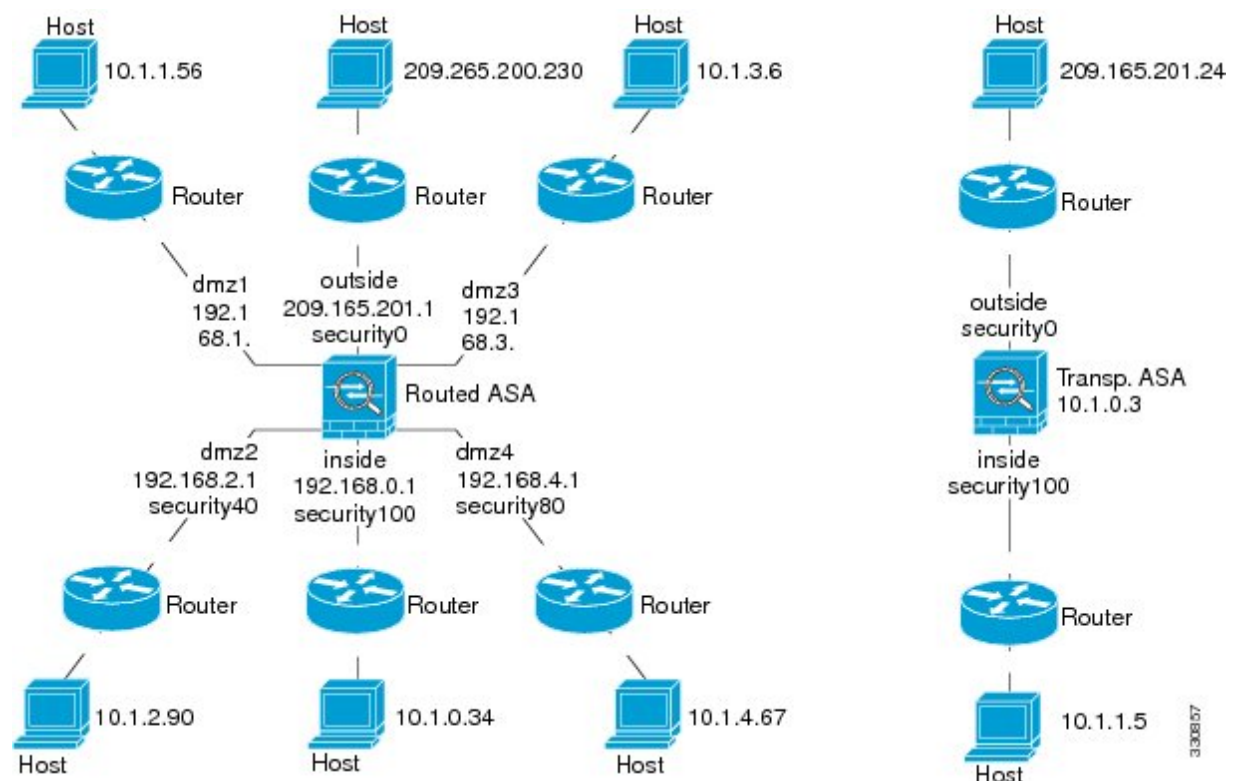 Host
10.1.1.56
Router
Host
209.265.200.230
Router
Host
10.1.3.6
Router
dmz1
192.1
68.1.
outside
209.165.201.1
security0
dmz3
192.1
68.3.
Routed ASA
dmz2
192.168.2.1
security40
inside
192.168.0.1
security100
dmz4
192.168.4.1
security80
Router
10.1.2.90
Host
Router
10.1.0.34
Host
Router
10.1.4.67
Host
Host
209.165.201.24
Router
outside
security0
Transp. ASA
10.1.0.3
inside
security100
Router
10.1.1.5
Host
330857